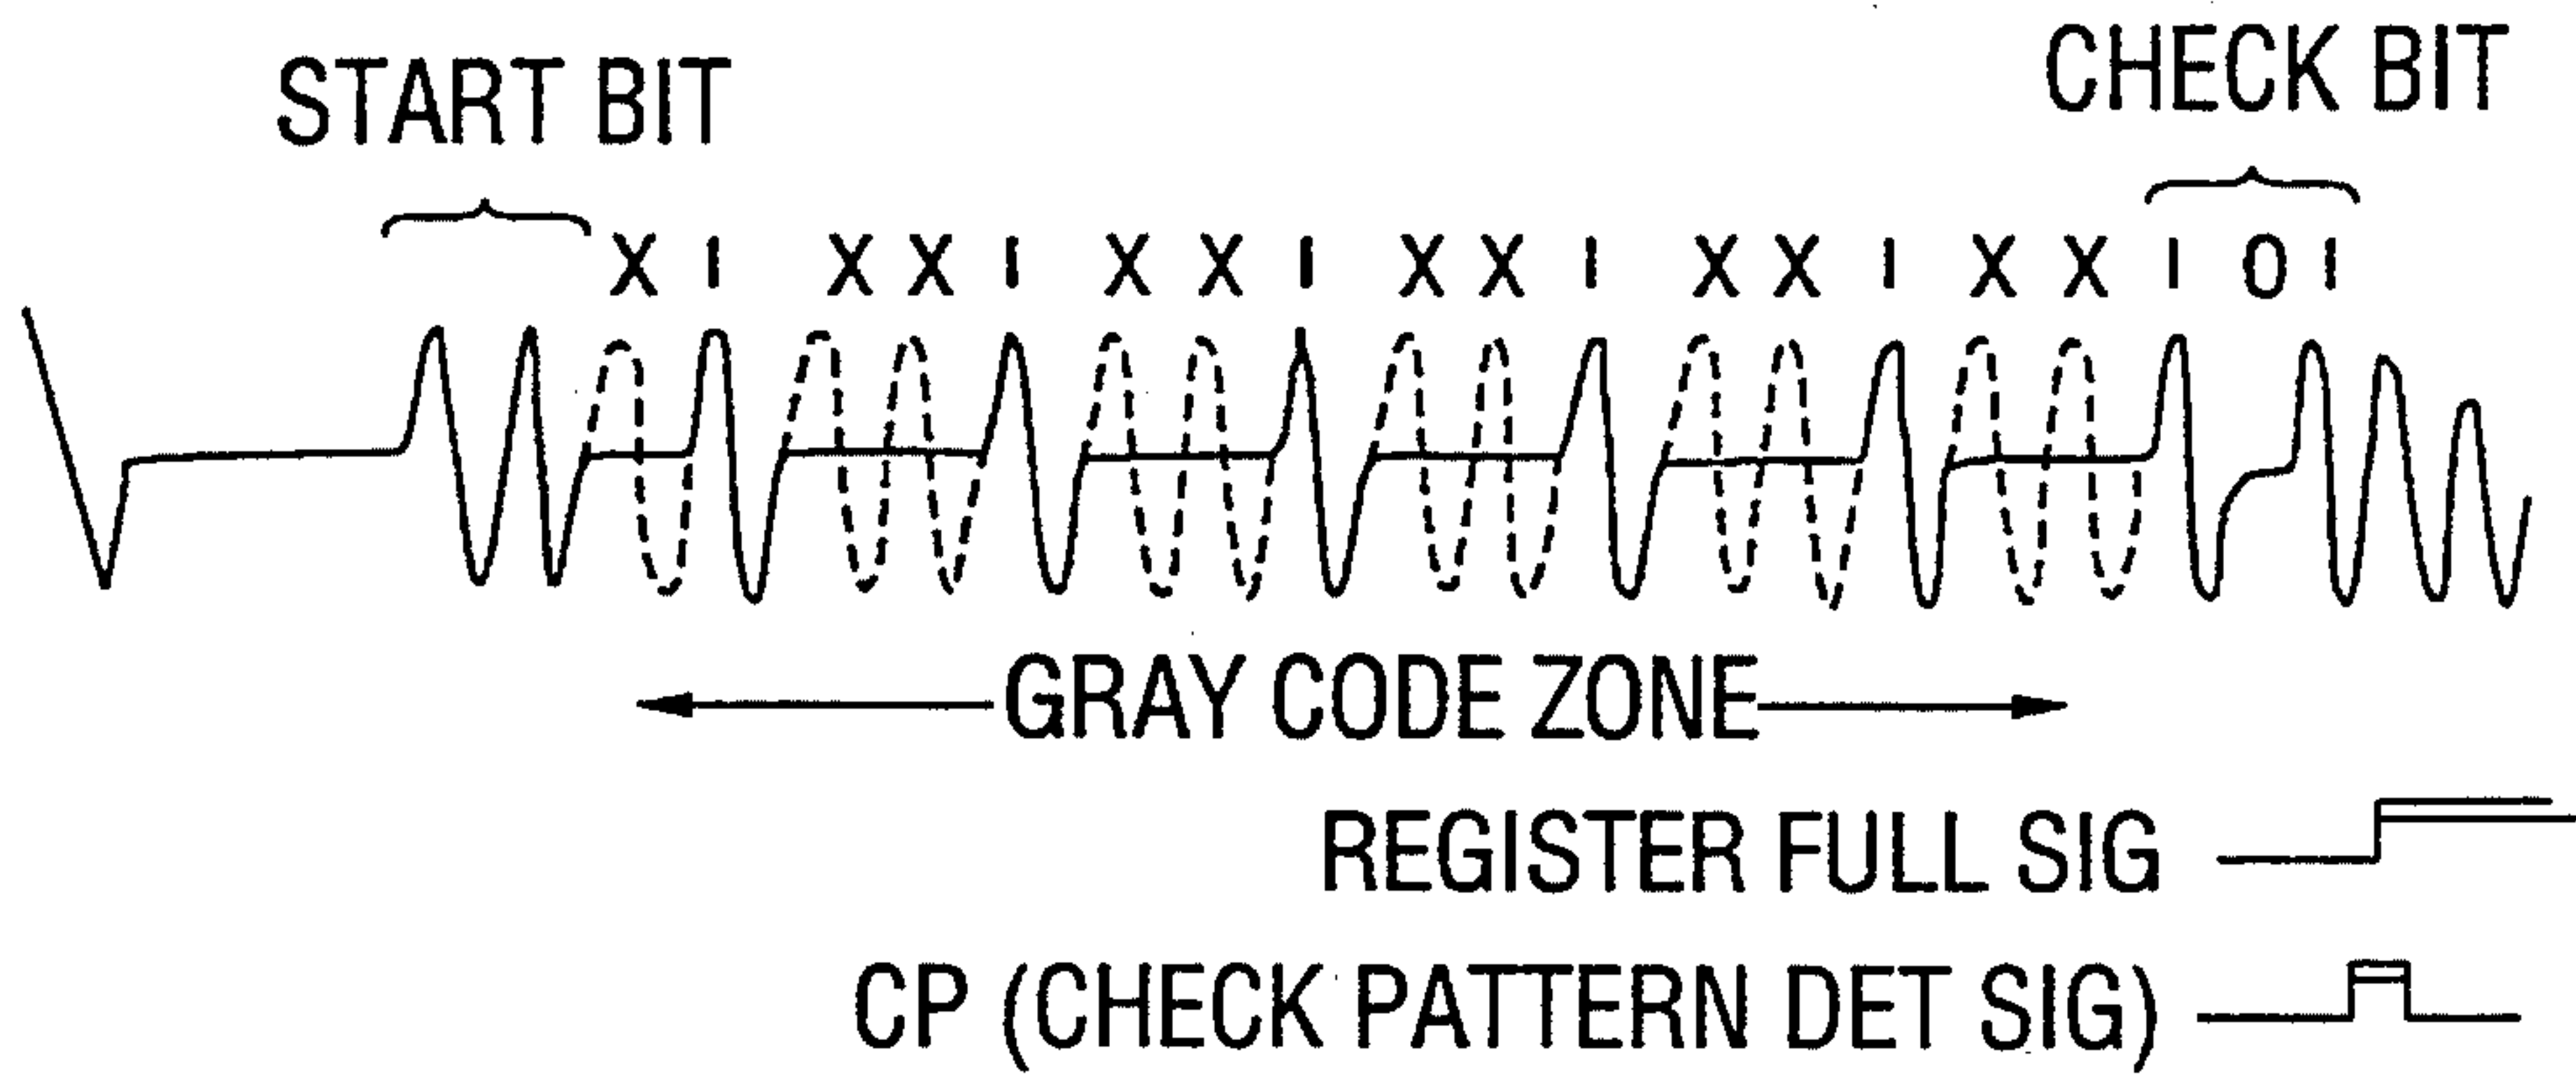 START BIT
CHECK BIT
X I X X I X X I X X I X X I X X I O I
GRAY CODE ZONE
REGISTER FULL SIG
CP (CHECK PATTERN DET SIG)